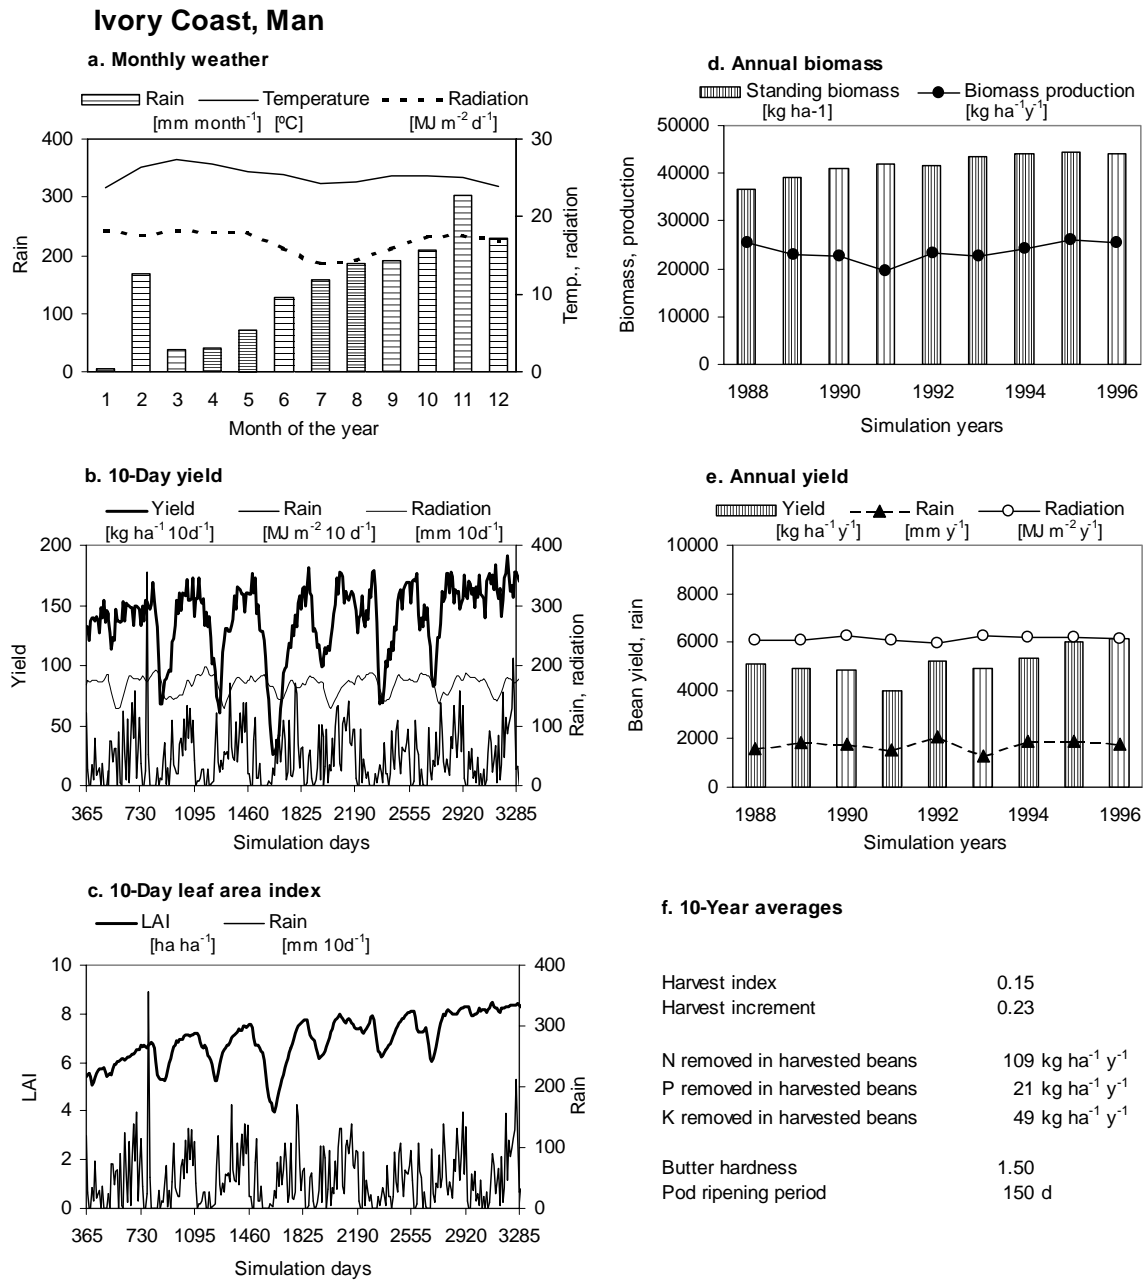 Ivory Coast, Man
a. Monthly weather
Rain Temperature Radiation
[mm month⁻¹] [ºC] [MJ m⁻² d⁻¹]
400 30
300
20
200
10
100
0 0
Rain
Temp., radiation
1 2 3 4 5 6 7 8 9 10 11 12
Month of the year
b. 10-Day yield
Yield Rain Radiation
[kg ha⁻¹ 10d⁻¹] [MJ m⁻² 10 d⁻¹] [mm 10d⁻¹]
200 400
150 300
100 200
50 100
0 0
Yield
Rain, radiation
365 730 1095 1460 1825 2190 2555 2920 3285
Simulation days
c. 10-Day leaf area index
LAI Rain
[ha ha⁻¹] [mm 10d⁻¹]
10 400
8
300
6
200
4
100
2
0 0
LAI
Rain
365 730 1095 1460 1825 2190 2555 2920 3285
Simulation days
d. Annual biomass
Standing biomass Biomass production
[kg ha-1] [kg ha⁻¹y⁻¹]
50000
40000
30000
20000
10000
0
Biomass, production
1988 1990 1992 1994 1996
Simulation years
e. Annual yield
Yield Rain Radiation
[kg ha⁻¹ y⁻¹] [mm y⁻¹] [MJ m⁻² y⁻¹]
10000
8000
6000
4000
2000
0
Bean yield, rain
1988 1990 1992 1994 1996
Simulation years
f. 10-Year averages
Harvest index 0.15
Harvest increment 0.23
N removed in harvested beans 109 kg ha⁻¹ y⁻¹
P removed in harvested beans 21 kg ha⁻¹ y⁻¹
K removed in harvested beans 49 kg ha⁻¹ y⁻¹
Butter hardness 1.50
Pod ripening period 150 d